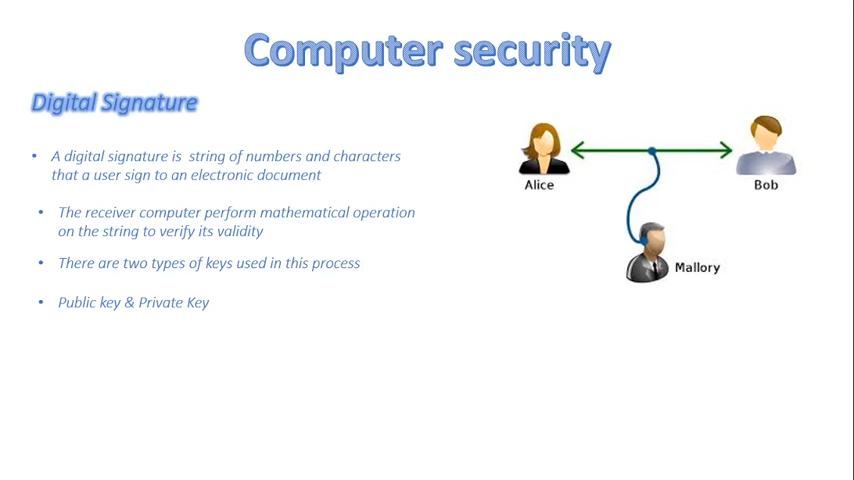 Computer security
Digital Signature
• A digital signature is string of numbers and characters
that a user sign to an electronic document
• The receiver computer perform mathematical operation
on the string to verify its validity
• There are two types of keys used in this process
• Public key & Private Key
Alice
Bob
Mallory